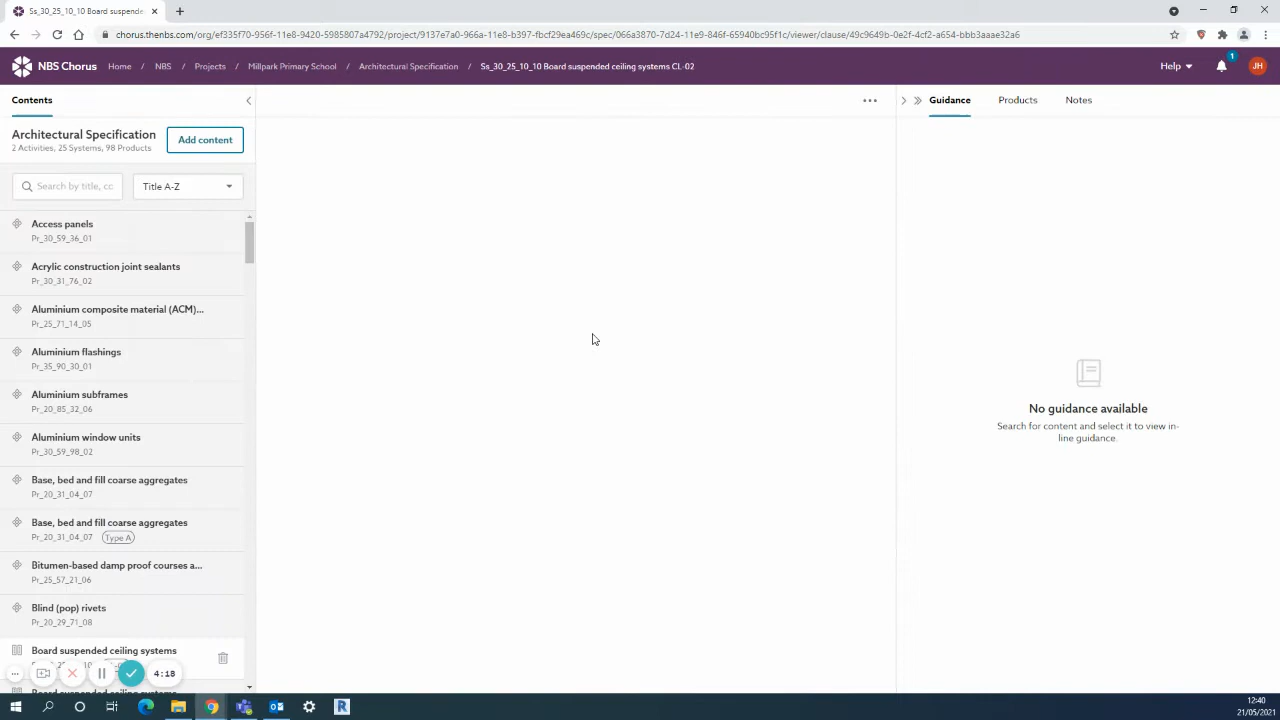 Ss_30_25_10_10 Board suspende
chorus.thenbs.com/org/ef335f70-956f-11e8-9420-5985807a4792/project/9137e7a0-966a-11e8-b397-fbcf29ea469c/spec/066a3870-7d24-11e9-846f-65940bc95f1c/viewer/clause/49c9649b-0e2f-4cf2-a654-bbb3aaae32a6
NBS Chorus Home / NBS / Projects / Millpark Primary School / Architectural Specification / Ss_30_25_10_10 Board suspended ceiling systems CL-02 Help 1 JH
Contents
Guidance Products Notes
Architectural Specification
2 Activities, 25 Systems, 98 Products
Add content
Search by title, cc
Title A-Z
Access panels
Pr_30_59_36_01
Acrylic construction joint sealants
Pr_30_31_76_02
Aluminium composite material (ACM)...
Pr_25_71_14_05
Aluminium flashings
Pr_35_90_30_01
Aluminium subframes
Pr_20_85_32_06
Aluminium window units
Pr_30_59_98_02
Base, bed and fill coarse aggregates
Pr_20_31_04_07
Base, bed and fill coarse aggregates
Pr_20_31_04_07 Type A
Bitumen-based damp proof courses a...
Pr_25_57_21_06
Blind (pop) rivets
Pr_20_29_71_08
Board suspended ceiling systems
No guidance available
Search for content and select it to view in-
line guidance.
4:18
12:40
21/05/2021